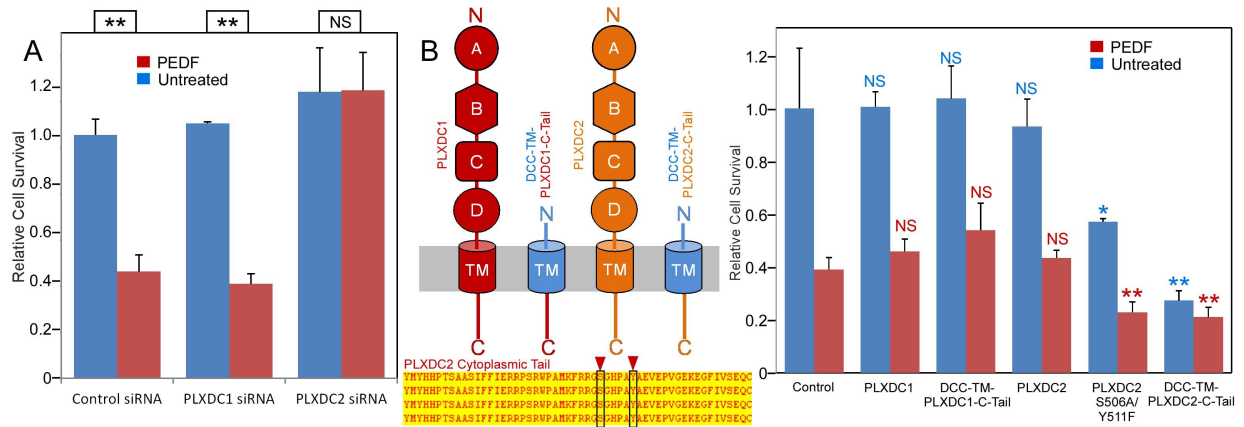 A
**
**
NS
PEDF
Untreated
Relative Cell Survival
1.2
1.0
0.8
0.6
0.4
0.2
0
Control siRNA
PLXDC1 siRNA
PLXDC2 siRNA
B
N
A
B
C
D
TM
C
PLXDC1
N
TM
C
DCC-TM-
PLXDC1-C-Tail
N
A
B
C
D
TM
C
PLXDC2
N
TM
C
DCC-TM-
PLXDC2-C-Tail
PLXDC2 Cytoplasmic Tail
YMYHHPTSAASIFFIERRPSRWPAMKFRRGSGHPAYAEVEPVGEKEGFIVSEQC
YMYHHPTSAASIFFIERRPSRWPAMKFRRGSGHPAYAEVEPVGEKEGFIVSEQC
YMYHHPTSAASIFFIERRPSRWPAMKFRRGSGHPAYAEVEPVGEKEGFIVSEQC
YMYHHPTSAASIFFIERRPSRWPAMKFRRGSGHPAYAEVEPVGEKEGFIVSEQC
PEDF
Untreated
Relative Cell Survival
1.2
1.0
0.8
0.6
0.4
0.2
0
NS
NS
NS
NS
NS
NS
*
**
**
**
Control
PLXDC1
DCC-TM-
PLXDC1-C-Tail
PLXDC2
PLXDC2
S506A/
Y511F
DCC-TM-
PLXDC2-C-Tail